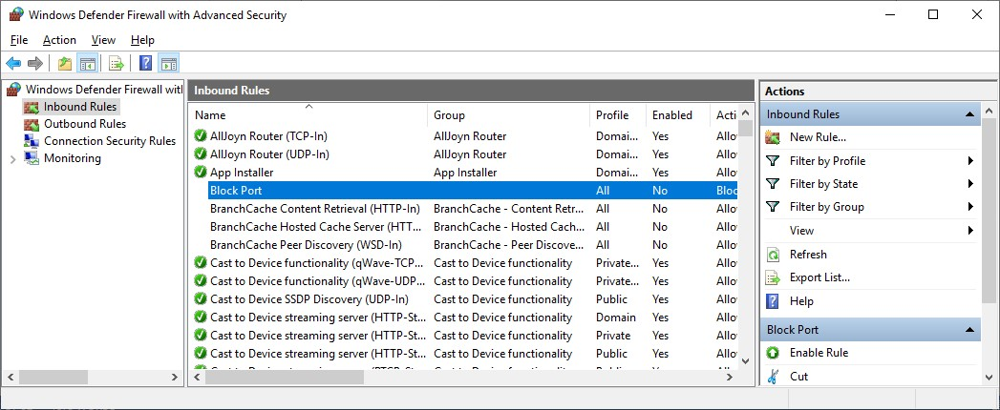 Windows Defender Firewall with Advanced Security
File Action View Help
Windows Defender Firewall with
Inbound Rules
Outbound Rules
Connection Security Rules
Monitoring
Inbound Rules
Name Group Profile Enabled Acti
AllJoyn Router (TCP-In) AllJoyn Router Domai... Yes Allo
AllJoyn Router (UDP-In) AllJoyn Router Domai... Yes Allo
App Installer App Installer Domai... Yes Allo
Block Port All No Bloc
BranchCache Content Retrieval (HTTP-In) BranchCache - Content Retr... All No Allo
BranchCache Hosted Cache Server (HTT... BranchCache - Hosted Cach... All No Allo
BranchCache Peer Discovery (WSD-In) BranchCache - Peer Discove... All No Allo
Cast to Device functionality (qWave-TCP... Cast to Device functionality Private... Yes Allo
Cast to Device functionality (qWave-UDP... Cast to Device functionality Private... Yes Allo
Cast to Device SSDP Discovery (UDP-In) Cast to Device functionality Public Yes Allo
Cast to Device streaming server (HTTP-St... Cast to Device functionality Domain Yes Allo
Cast to Device streaming server (HTTP-St... Cast to Device functionality Private Yes Allo
Cast to Device streaming server (HTTP-St... Cast to Device functionality Public Yes Allo
Actions
Inbound Rules
New Rule...
Filter by Profile
Filter by State
Filter by Group
View
Refresh
Export List...
Help
Block Port
Enable Rule
Cut